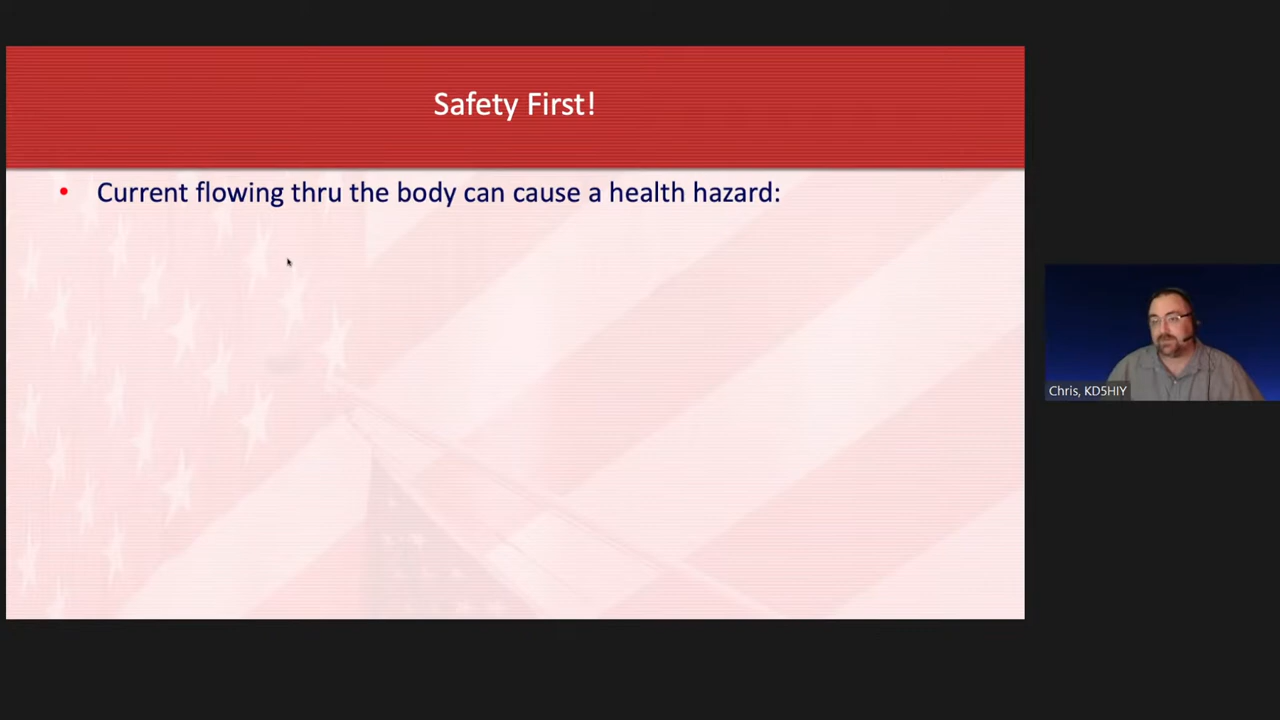 Safety First!
• Current flowing thru the body can cause a health hazard:
Chris, KD5HIY